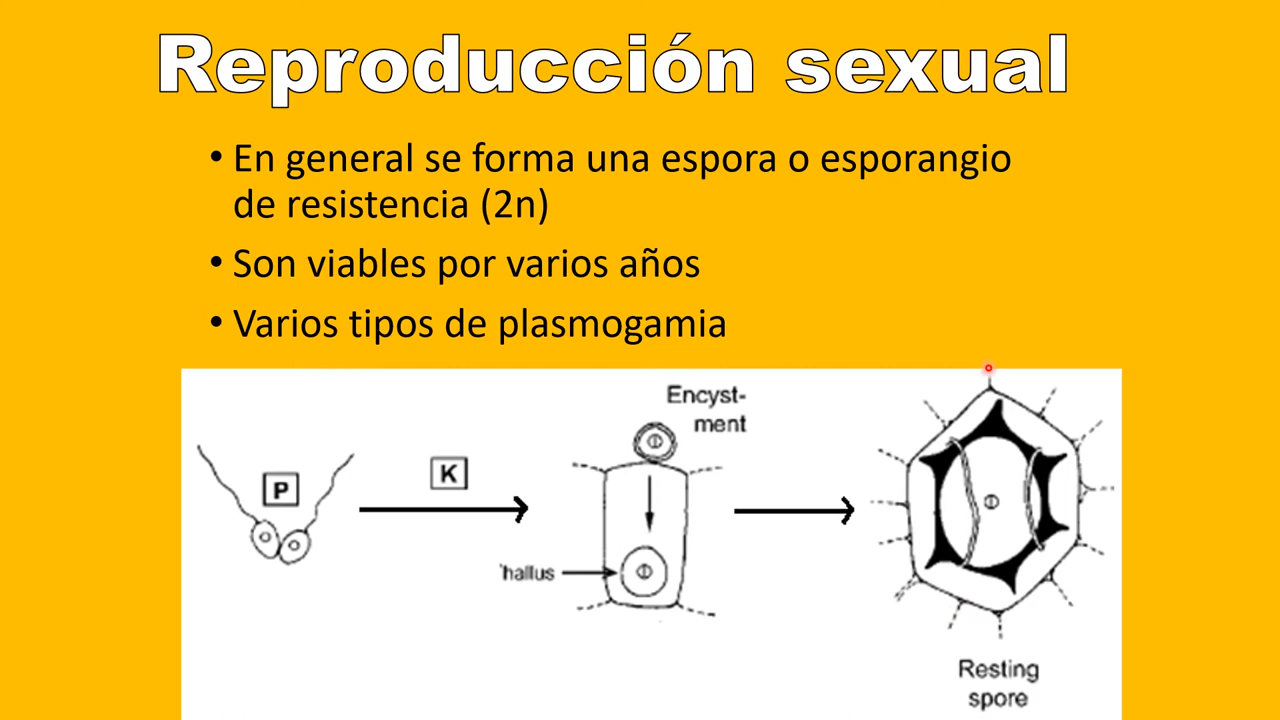 Reproducción sexual
• En general se forma una espora o esporangio
de resistencia (2n)
• Son viables por varios años
• Varios tipos de plasmogamia
Encyst-
ment
P
K
hallus
Resting
spore